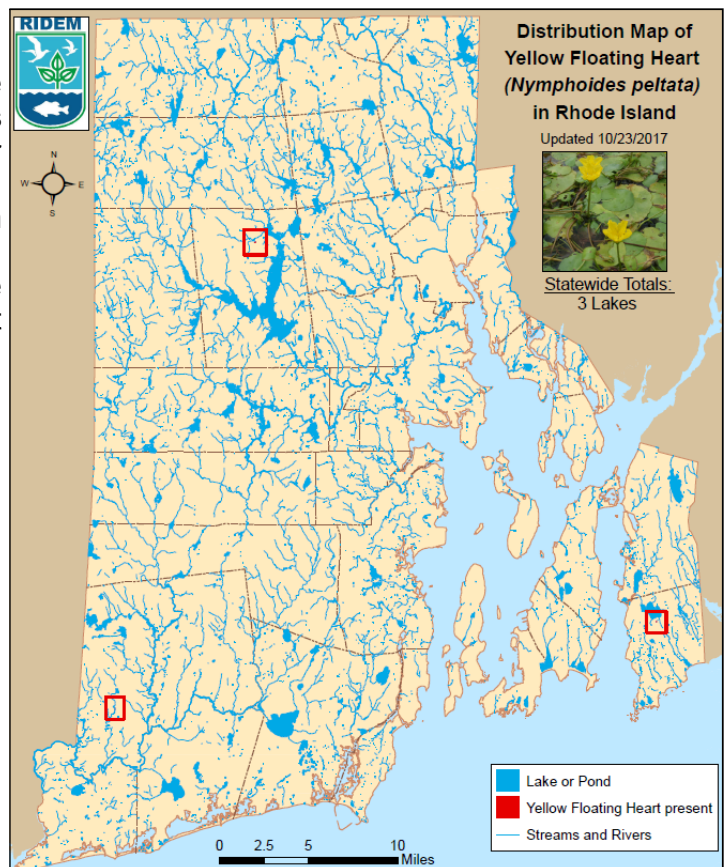 RIDEM
Distribution Map of
Yellow Floating Heart
(Nymphoides peltata)
in Rhode Island
Updated 10/23/2017
Statewide Totals:
3 Lakes
N
W
E
S
Lake or Pond
Yellow Floating Heart present
Streams and Rivers
0 2.5 5 10
Miles